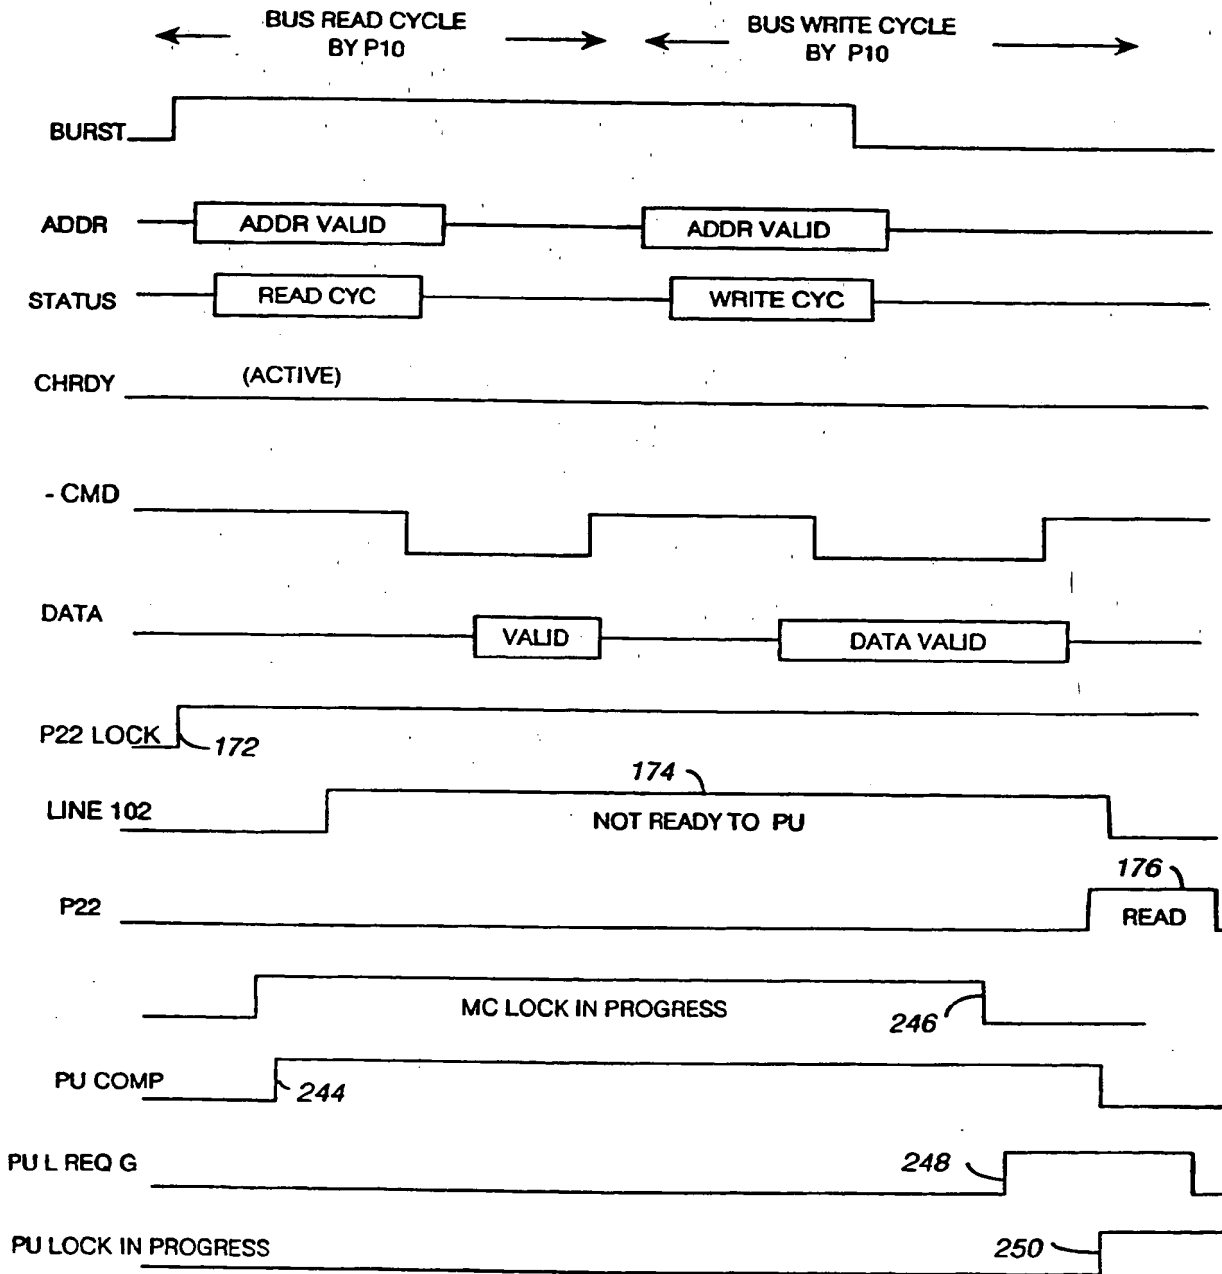 BUS READ CYCLE
BY P10
BUS WRITE CYCLE
BY P10
BURST
ADDR
ADDR VALID
ADDR VALID
STATUS
READ CYC
WRITE CYC
CHRDY
(ACTIVE)
- CMD
DATA
VALID
DATA VALID
P22 LOCK
172
174
LINE 102
NOT READY TO PU
176
P22
READ
MC LOCK IN PROGRESS
246
PU COMP
244
PU L REQ G
248
PU LOCK IN PROGRESS
250